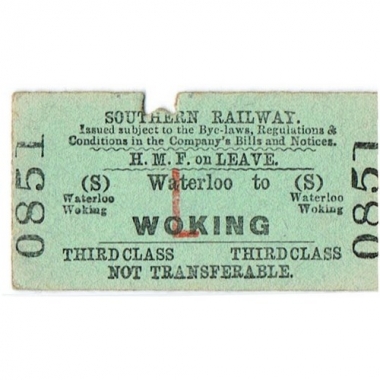 SOUTHERN RAILWAY.
Issued subject to the Bye-laws, Regulations &
Conditions in the Company's Bills and Notices.
H. M. F. on LEAVE.
(S) Waterloo to (S)
Waterloo Waterloo
Woking Woking
L
WOKING
THIRD CLASS THIRD CLASS
NOT TRANSFERABLE.
0851
0851